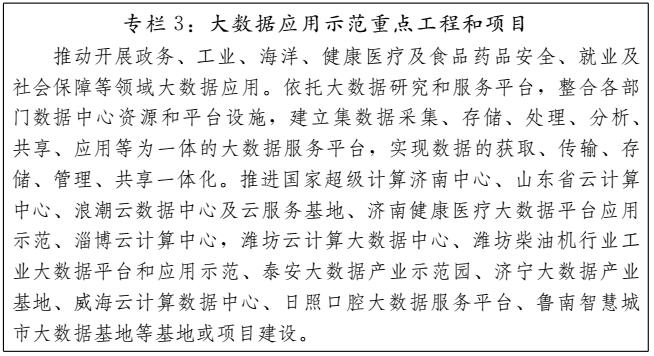 专栏 3：大数据应用示范重点工程和项目
推动开展政务、工业、海洋、健康医疗及食品药品安全、就业及
社会保障等领域大数据应用。依托大数据研究和服务平台，整合各部
门数据中心资源和平台设施，建立集数据采集、存储、处理、分析、
共享、应用等为一体的大数据服务平台，实现数据的获取、传输、存
储、管理、共享一体化。推进国家超级计算济南中心、山东省云计算
中心、浪潮云数据中心及云服务基地、济南健康医疗大数据平台应用
示范、淄博云计算中心，潍坊云计算大数据中心、潍坊柴油机行业工
业大数据平台和应用示范、泰安大数据产业示范园、济宁大数据产业
基地、威海云计算数据中心、日照口腔大数据服务平台、鲁南智慧城
市大数据基地等基地或项目建设。